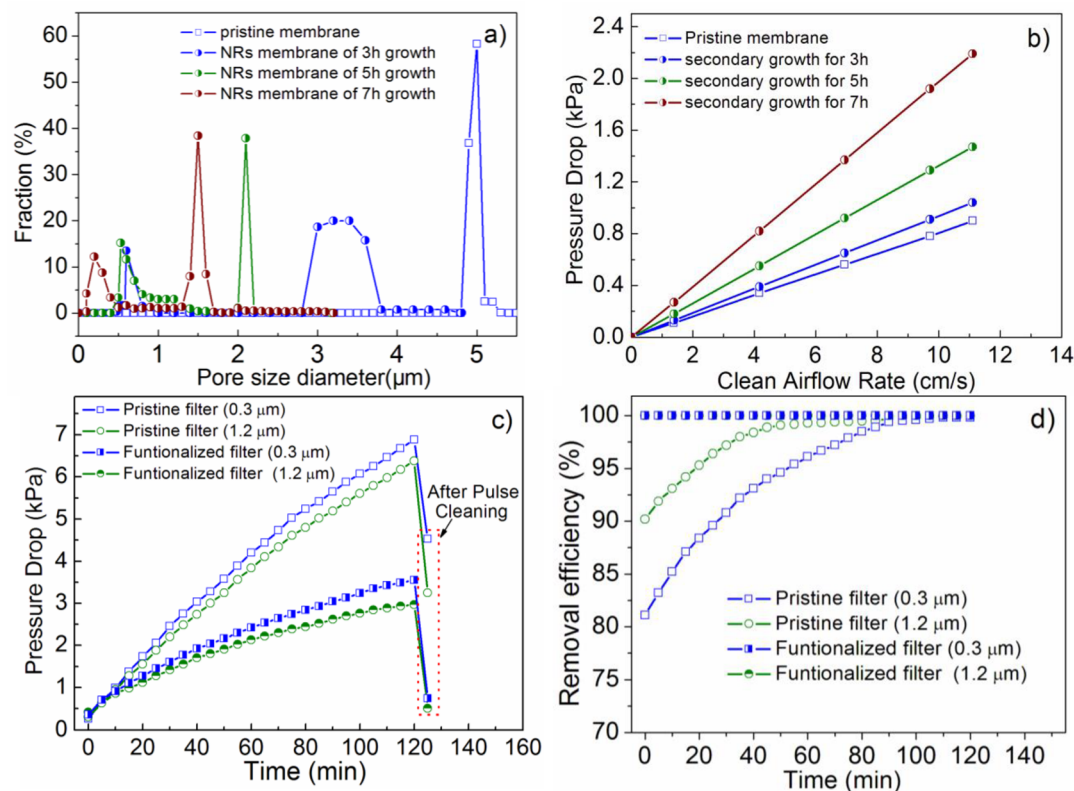 a)
pristine membrane
NRs membrane of 3h growth
NRs membrane of 5h growth
NRs membrane of 7h growth
Fraction (%)
60
50
40
30
20
10
0
0 1 2 3 4 5
Pore size diameter(µm)
b)
Pristine membrane
secondary growth for 3h
secondary growth for 5h
secondary growth for 7h
Pressure Drop (kPa)
2.4
1.8
1.2
0.6
0.0
0 2 4 6 8 10 12 14
Clean Airflow Rate (cm/s)
c)
Pristine filter (0.3 µm)
Pristine filter (1.2 µm)
Funtionalized filter (0.3 µm)
Funtionalized filter (1.2 µm)
After Pulse
Cleaning
Pressure Drop (kPa)
7
6
5
4
3
2
1
0
0 20 40 60 80 100 120 140 160
Time (min)
d)
Removal efficiency (%)
100
95
90
85
80
75
70
Pristine filter (0.3 µm)
Pristine filter (1.2 µm)
Funtionalized filter (0.3 µm)
Funtionalized filter (1.2 µm)
0 20 40 60 80 100 120 140
Time (min)